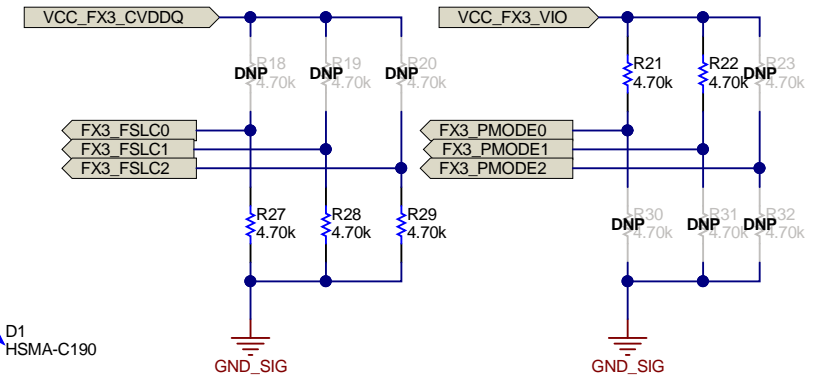 VCC_FX3_CVDDQ
VCC_FX3_VIO
R18
DNP
4.70k
R19
DNP
4.70k
R20
DNP
4.70k
R21
4.70k
R22
4.70k
R23
DNP
4.70k
FX3_FSLC0
FX3_FSLC1
FX3_FSLC2
FX3_PMODE0
FX3_PMODE1
FX3_PMODE2
R27
4.70k
R28
4.70k
R29
4.70k
R30
DNP
4.70k
R31
DNP
4.70k
R32
DNP
4.70k
D1
HSMA-C190
GND_SIG
GND_SIG